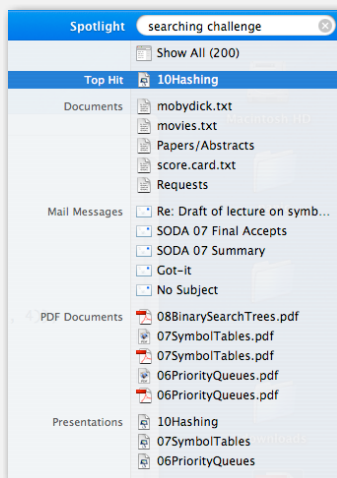 Spotlight searching challenge
Show All (200)
Top Hit 10Hashing
Documents mobydick.txt
movies.txt
Papers/Abstracts
score.card.txt
Requests
Mail Messages Re: Draft of lecture on symb...
SODA 07 Final Accepts
SODA 07 Summary
Got-it
No Subject
PDF Documents 08BinarySearchTrees.pdf
07SymbolTables.pdf
07SymbolTables.pdf
06PriorityQueues.pdf
06PriorityQueues.pdf
Presentations 10Hashing
07SymbolTables
06PriorityQueues